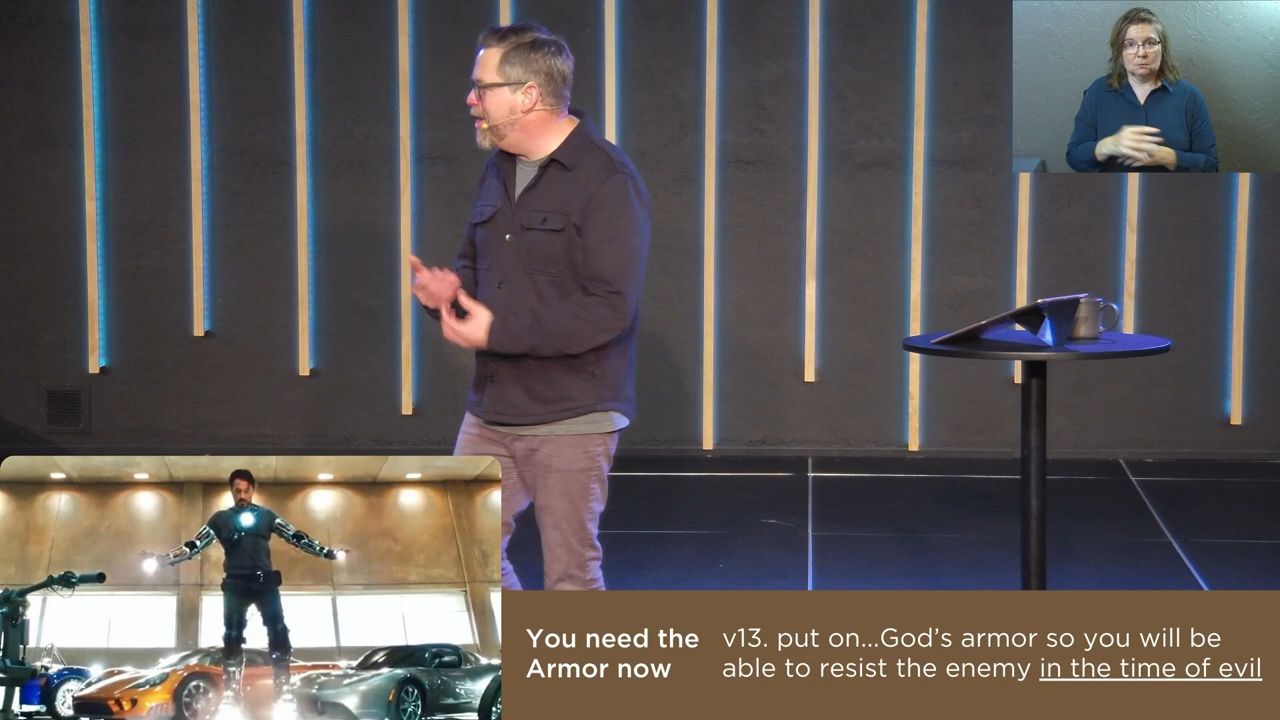 You need the
Armor now
v13. put on...God's armor so you will be
able to resist the enemy in the time of evil